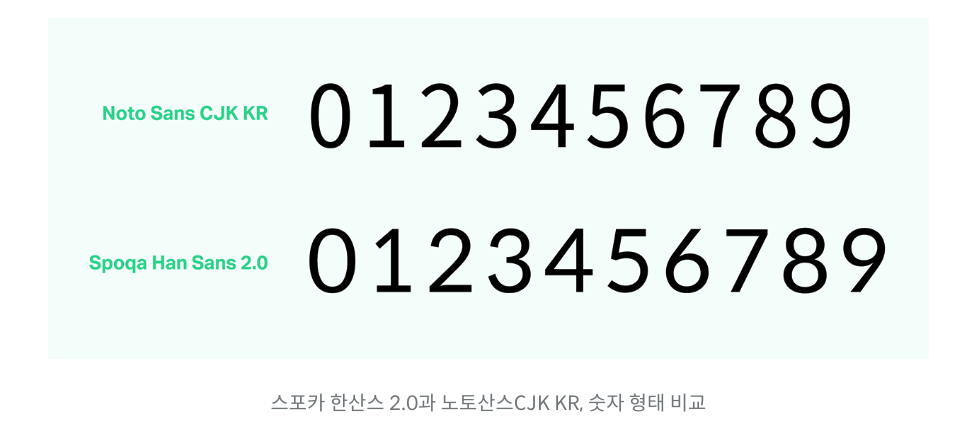 Noto Sans CJK KR 0123456789
Spoqa Han Sans 2.0 0123456789
스포카 한산스 2.0과 노토산스CJK KR, 숫자 형태 비교